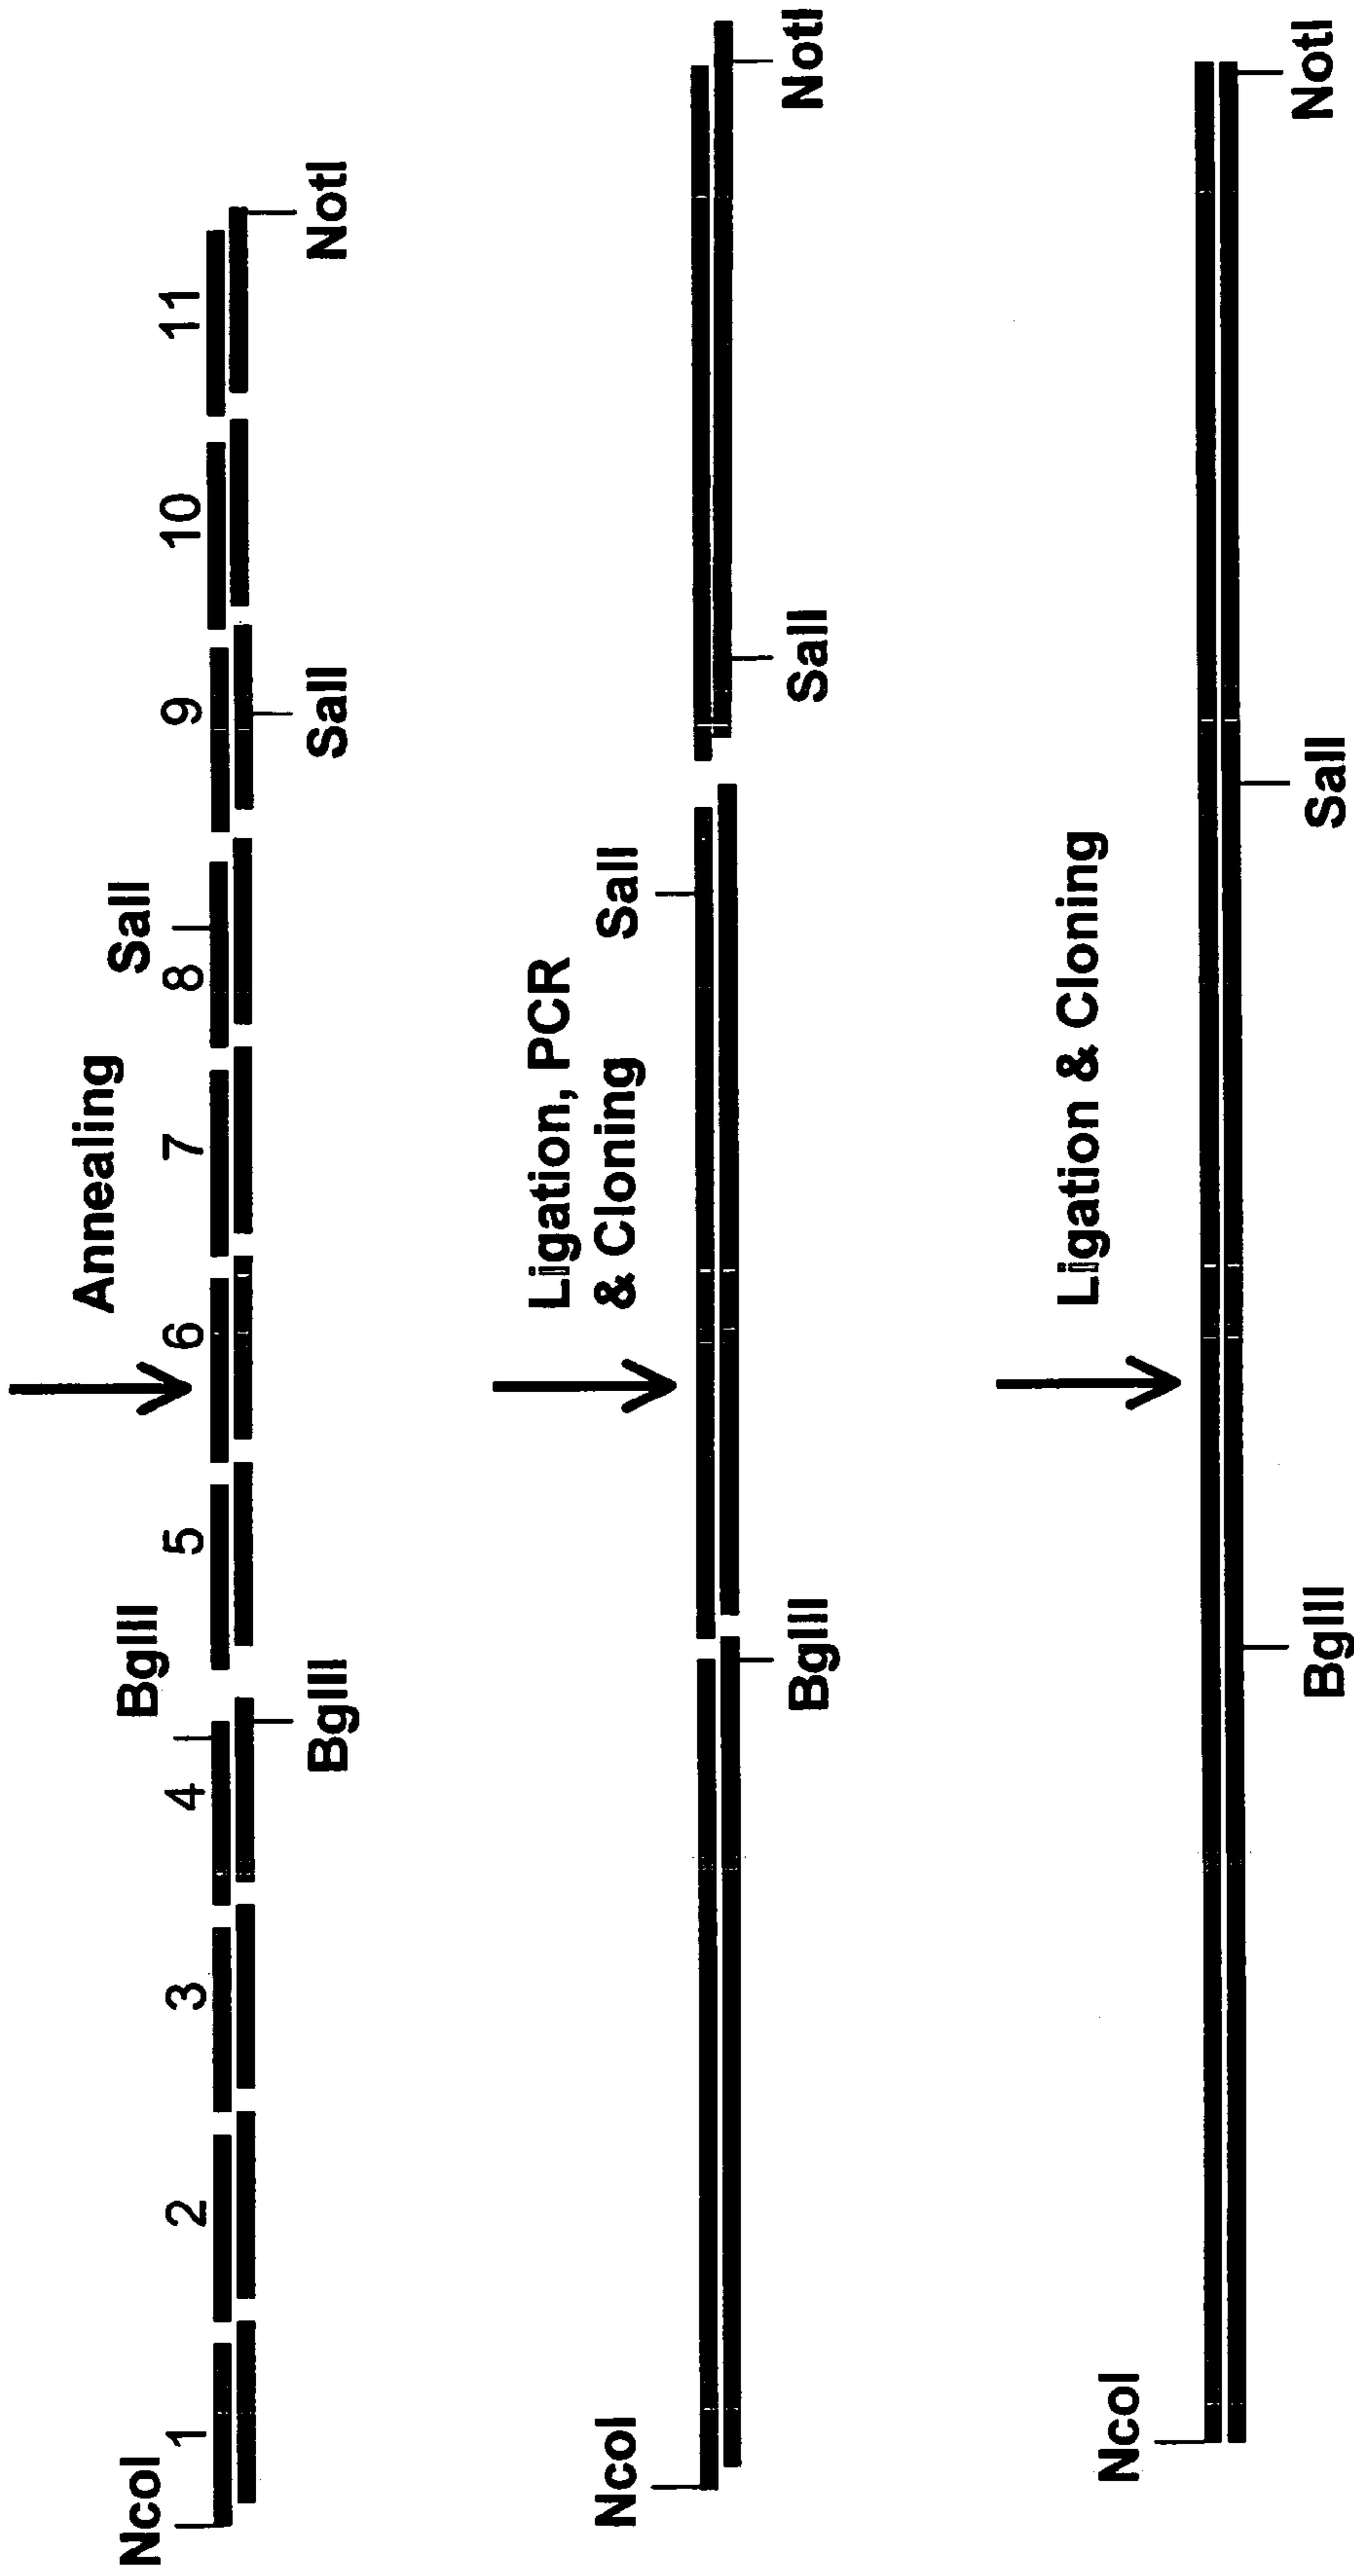 Annealing
NcoI
BglII
SalI
1 2 3 4 5 6 7 8 9 10 11
BglII
SalI
NotI
Ligation, PCR
& Cloning
NcoI
SalI
BglII
SalI
NotI
Ligation & Cloning
NcoI
BglII
SalI
NotI